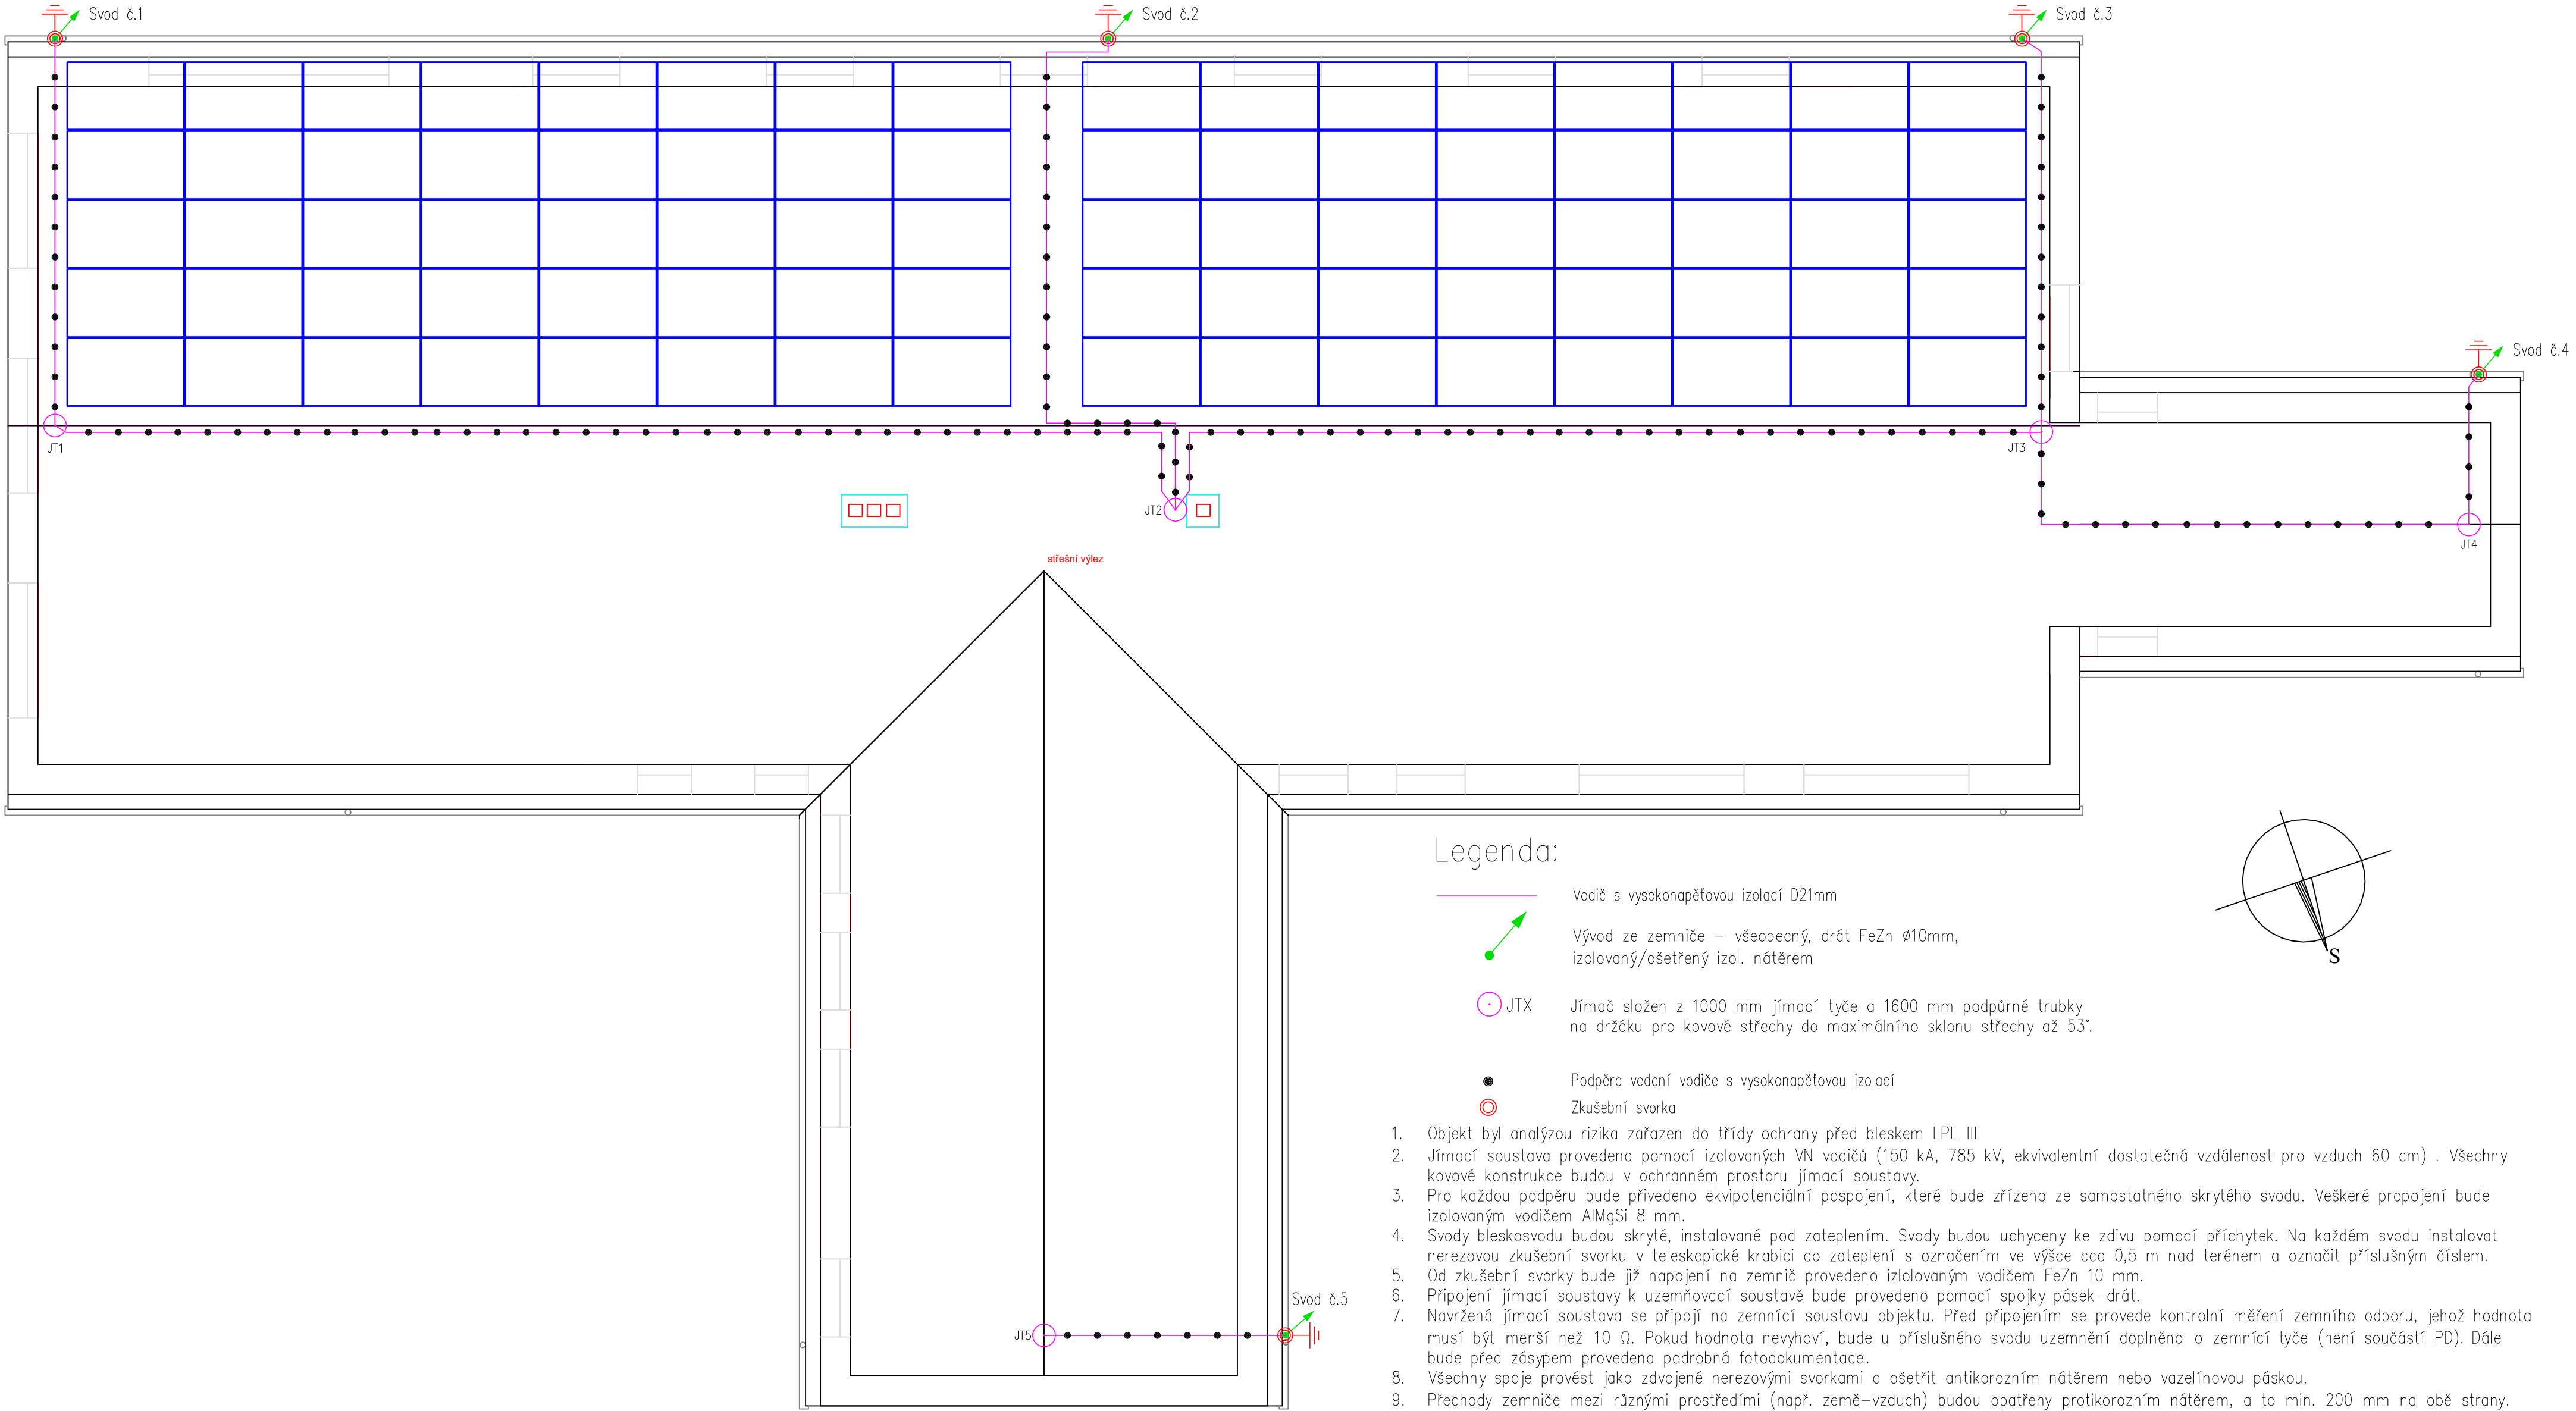 Svod č.1
Svod č.2
Svod č.3
Svod č.4
JT1
JT2
JT3
JT4
střešní výlez
Legenda:
Vodič s vysokonapěťovou izolací D21mm
Vývod ze zemniče – všeobecný, drát FeZn Ø10mm,
izolovaný/ošetřený izol. nátěrem
S
JTX
Jímač složen z 1000 mm jímací tyče a 1600 mm podpůrné trubky
na držáku pro kovové střechy do maximálního sklonu střechy až 53°.
Podpěra vedení vodiče s vysokonapěťovou izolací
Zkušební svorka
1. Objekt byl analýzou rizika zařazen do třídy ochrany před bleskem LPL III
2. Jímací soustava provedena pomocí izolovaných VN vodičů (150 kA, 785 kV, ekvivalentní dostatečná vzdálenost pro vzduch 60 cm) . Všechny
kovové konstrukce budou v ochranném prostoru jímací soustavy.
3. Pro každou podpěru bude přivedeno ekvipotenciální pospojení, které bude zřízeno ze samostatného skrytého svodu. Veškeré propojení bude
izolovaným vodičem AlMgSi 8 mm.
4. Svody bleskosvodu budou skryté, instalované pod zateplením. Svody budou uchyceny ke zdivu pomocí příchytek. Na každém svodu instalovat
nerezovou zkušební svorku v teleskopické krabici do zateplení s označením ve výšce cca 0,5 m nad terénem a označit příslušným číslem.
5. Od zkušební svorky bude již napojení na zemnič provedeno izlolovaným vodičem FeZn 10 mm.
6. Připojení jímací soustavy k uzemňovací soustavě bude provedeno pomocí spojky pásek–drát.
7. Navržená jímací soustava se připojí na zemnící soustavu objektu. Před připojením se provede kontrolní měření zemního odporu, jehož hodnota
musí být menší než 10 Ω. Pokud hodnota nevyhoví, bude u příslušného svodu uzemnění doplněno o zemnící tyče (není součástí PD). Dále
bude před zásypem provedena podrobná fotodokumentace.
8. Všechny spoje provést jako zdvojené nerezovými svorkami a ošetřit antikorozním nátěrem nebo vazelínovou páskou.
9. Přechody zemniče mezi různými prostředími (např. země–vzduch) budou opatřeny protikorozním nátěrem, a to min. 200 mm na obě strany.
Svod č.5
JT5